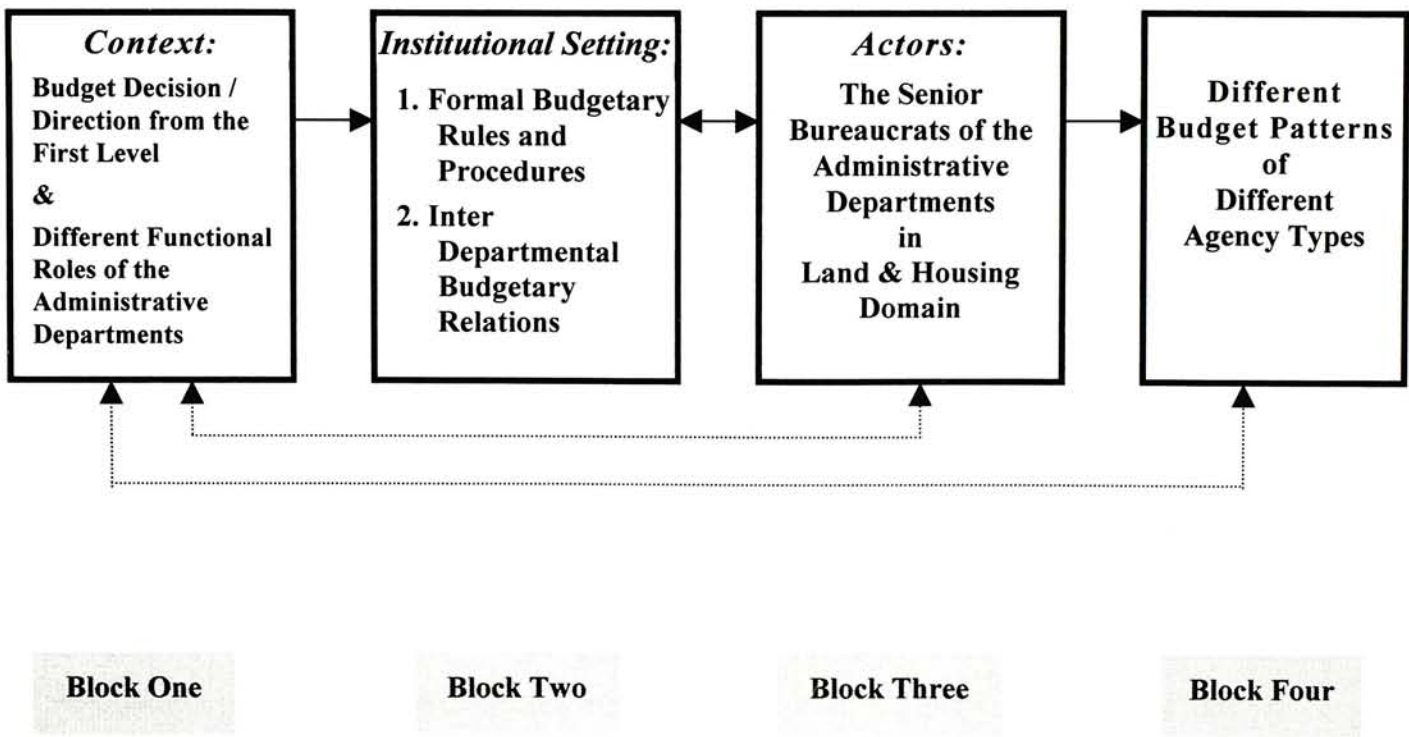 Context:
Budget Decision /
Direction from the
First Level
&
Different Functional
Roles of the
Administrative
Departments
Institutional Setting:
1. Formal Budgetary
Rules and
Procedures
2. Inter
Departmental
Budgetary
Relations
Actors:
The Senior
Bureaucrats of the
Administrative
Departments
in
Land & Housing
Domain
Different
Budget Patterns
of
Different
Agency Types
Block One
Block Two
Block Three
Block Four